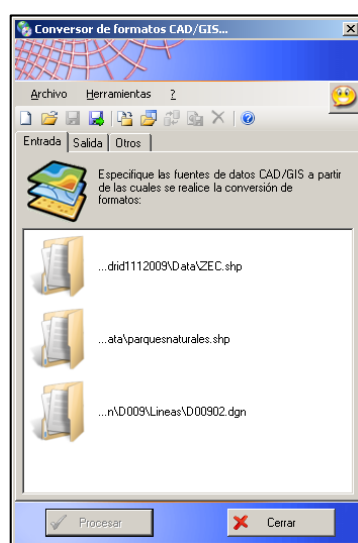 Conversor de formatos CAD/GIS...
Archivo Herramientas ?
Entrada Salida Otros
Especifique las fuentes de datos CAD/GIS a partir
de las cuales se realice la conversión de
formatos:
...drid1112009\Data\ZEC.shp
...ata\parquesnaturales.shp
...n\D009\Lineas\D00902.dgn
Procesar Cerrar